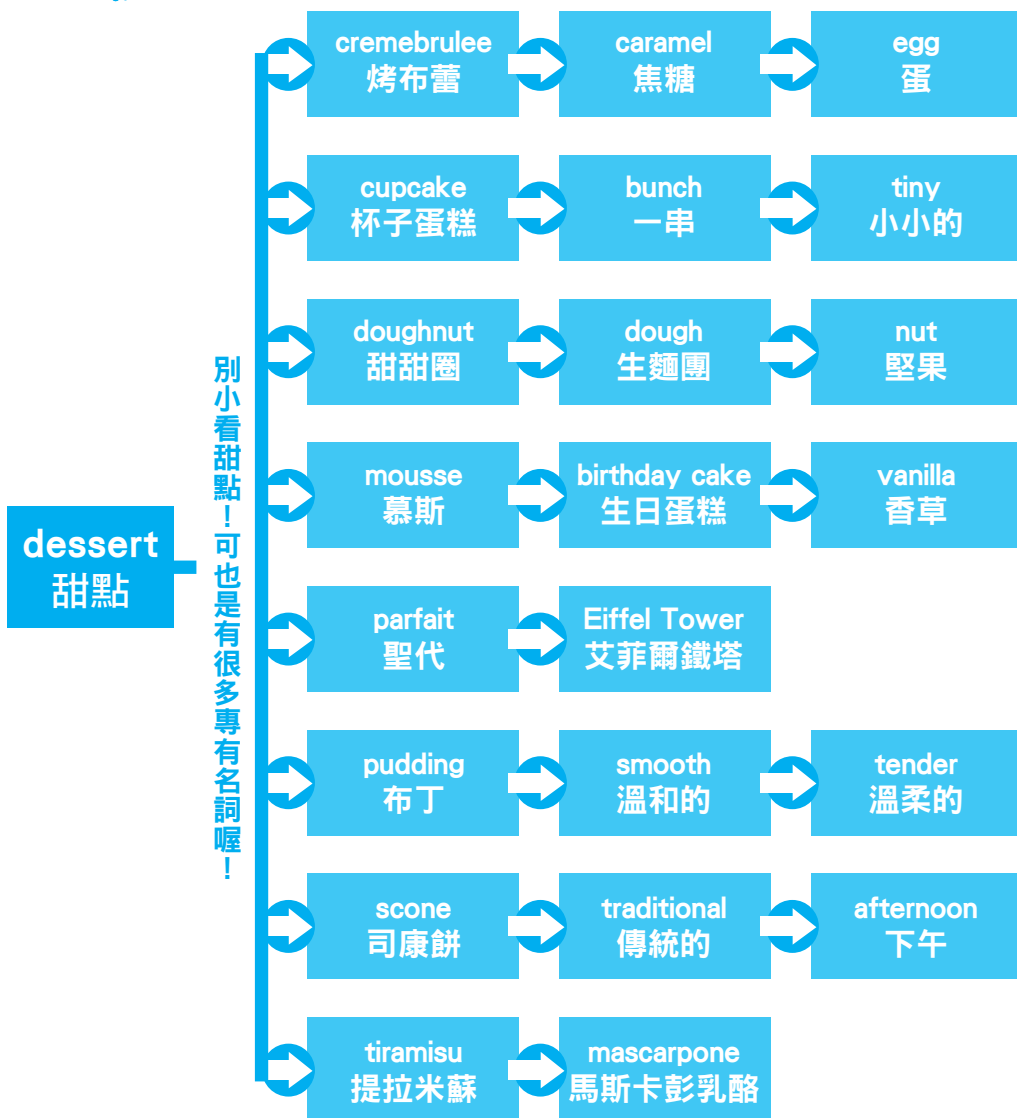 dessert
甜點
別小看甜點！可也是有很多專有名詞喔！
cremebrulee
烤布蕾
caramel
焦糖
egg
蛋
cupcake
杯子蛋糕
bunch
一串
tiny
小小的
doughnut
甜甜圈
dough
生麵團
nut
堅果
mousse
慕斯
birthday cake
生日蛋糕
vanilla
香草
parfait
聖代
Eiffel Tower
艾菲爾鐵塔
pudding
布丁
smooth
溫和的
tender
溫柔的
scone
司康餅
traditional
傳統的
afternoon
下午
tiramisu
提拉米蘇
mascarpone
馬斯卡彭乳酪